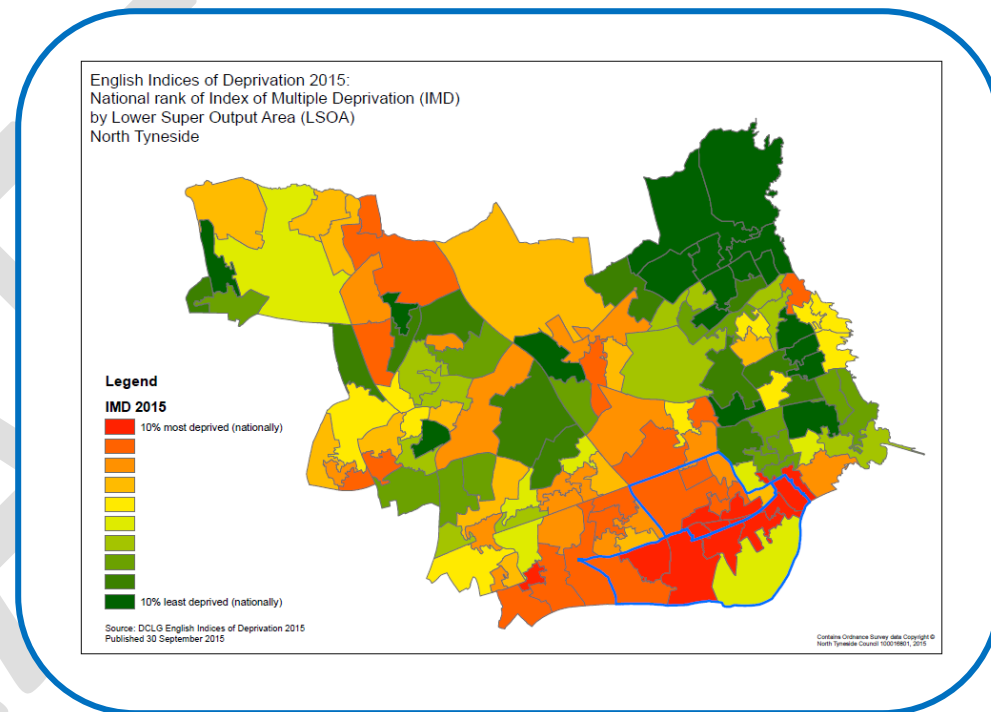 English Indices of Deprivation 2015:
National rank of Index of Multiple Deprivation (IMD)
by Lower Super Output Area (LSOA)
North Tyneside
Legend
IMD 2015
10% most deprived (nationally)
10% least deprived (nationally)
Source: DCLG English Indices of Deprivation 2015
Published 30 September 2015
Contains Ordnance Survey data Copyright ©
North Tyneside Council 100016801, 2015